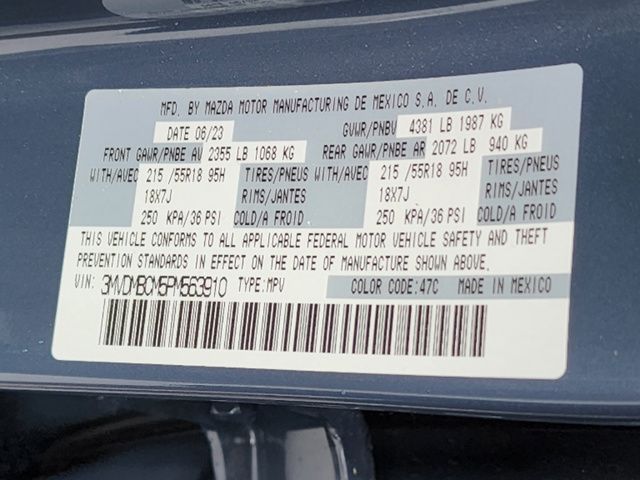 MFD. BY MAZDA MOTOR MANUFACTURING DE MEXICO S.A. DE C.V.
DATE 06/23 GVWR/PNBV 4381 LB 1987 KG
FRONT GAWR/PNBE AV 2355 LB 1068 KG REAR GAWR/PNBE AR 2072 LB 940 KG
WITH/AVEC 215 /55R18 95H TIRES/PNEUS WITH/AVEC 215 /55R18 95H TIRES/PNEUS
18X7J RIMS/JANTES 18X7J RIMS/JANTES
250 KPA/36 PSI COLD/A FROID 250 KPA/36 PSI COLD/A FROID
THIS VEHICLE CONFORMS TO ALL APPLICABLE FEDERAL MOTOR VEHICLE SAFETY AND THEFT
PREVENTION STANDARDS IN EFFECT ON THE DATE OF MANUFACTURE SHOWN ABOVE.
VIN: 3MVDMBCM5PM563910 TYPE:MPV COLOR CODE:47C MADE IN MEXICO